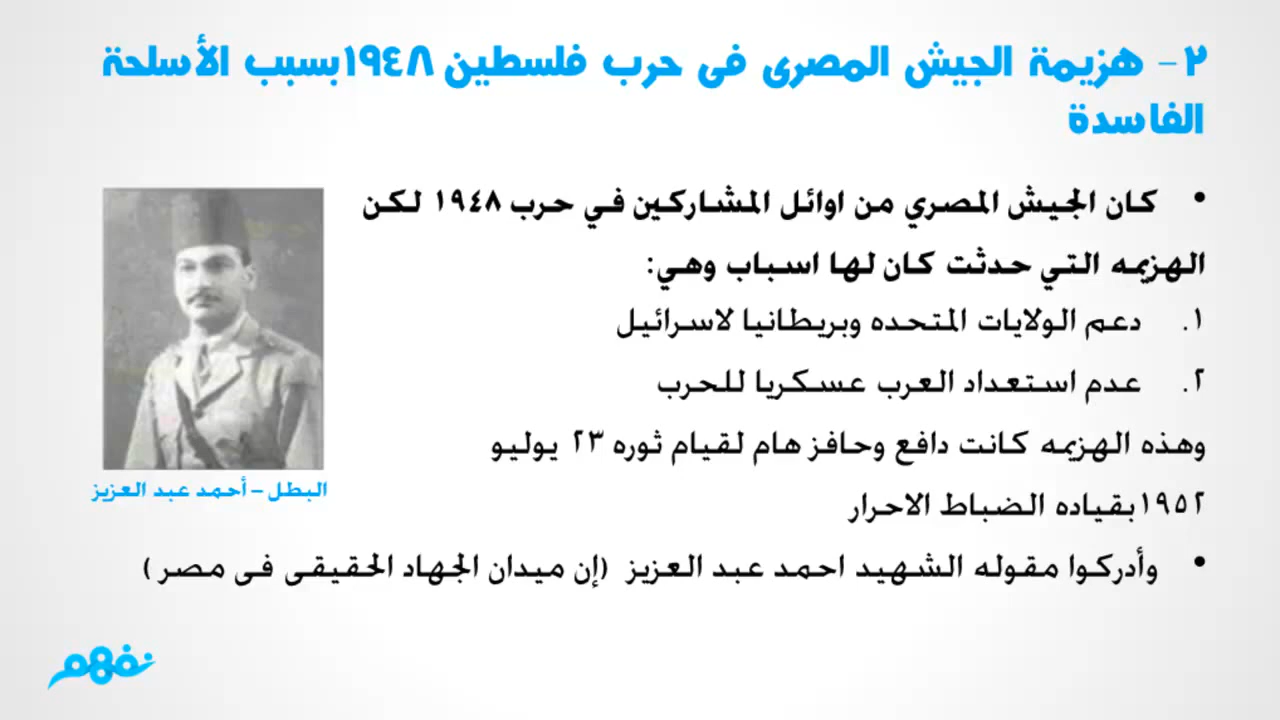 ٢- هزيمة الجيش المصرى فى حرب فلسطين ١٩٤٨بسبب الأسلحة
الفاسدة
• كان الجيش المصري من اوائل المشاركين في حرب ١٩٤٨ لكن
الهزيمه التي حدثت كان لها اسباب وهي:
١. دعم الولايات المتحده وبريطانيا لاسرائيل
٢. عدم استعداد العرب عسكريا للحرب
وهذه الهزيمه كانت دافع وحافز هام لقيام ثوره ٢٣ يوليو
١٩٥٢بقياده الضباط الاحرار
• وأدركوا مقوله الشهيد احمد عبد العزيز (إن ميدان الجهاد الحقيقى فى مصر)
البطل – أحمد عبد العزيز
نفهم